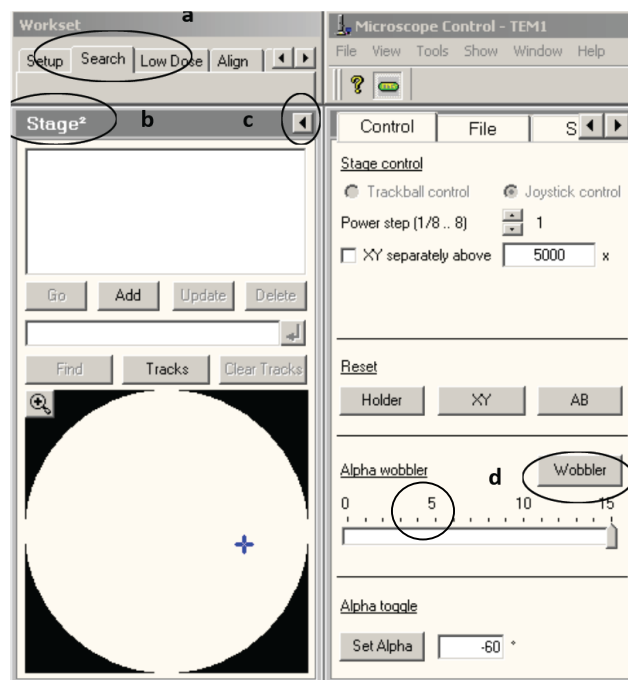 a
Workset
Setup Search Low Dose Align
Stage² b c
Go Add Update Delete
Find Tracks Clear Tracks
Microscope Control - TEM1
File View Tools Show Window Help
?
Control File S
Stage control
Trackball control Joystick control
Power step (1/8 .. 8) 1
XY separately above 5000 x
Reset
Holder XY AB
Alpha wobbler d Wobbler
0 5 10 15
Alpha toggle
Set Alpha -60 °